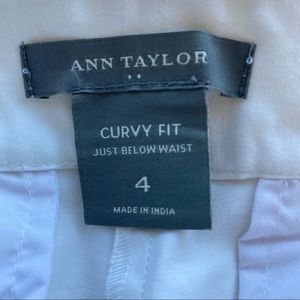 ANN TAYLOR
CURVY FIT
JUST BELOW WAIST
4
MADE IN INDIA